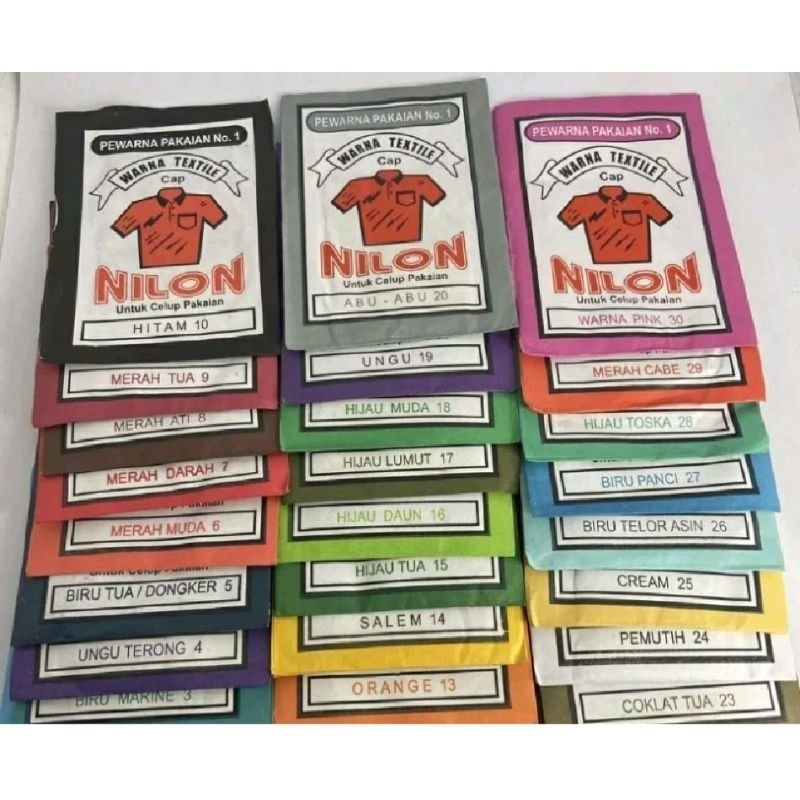 PEWARNA PAKAIAN No. 1
WARNA TEXTILE
Cap
NILON
Untuk Celup Pakaian
HITAM 10
MERAH TUA 9
MERAH ATI 8
MERAH DARAH 7
MERAH MUDA 6
Untuk Celup Pakaian
BIRU TUA / DONGKER 5
UNGU TERONG 4
BIRU MARINE 3
PEWARNA PAKAIAN No. 1
WARNA TEXTILE
Cap
NILON
Untuk Celup Pakaian
ABU - ABU 20
UNGU 19
HIJAU MUDA 18
HIJAU LUMUT 17
HIJAU DAUN 16
HIJAU TUA 15
SALEM 14
ORANGE 13
PEWARNA PAKAIAN No. 1
WARNA TEXTILE
Cap
NILON
Untuk Celup Pakaian
WARNA PINK 30
MERAH CABE 29
HIJAU TOSKA 28
BIRU PANCI 27
BIRU TELOR ASIN 26
CREAM 25
PEMUTIH 24
COKLAT TUA 23